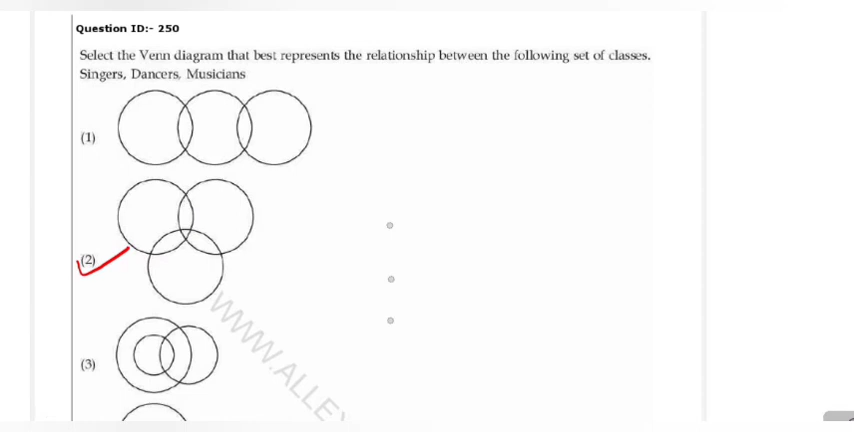 Question ID:- 250
Select the Venn diagram that best represents the relationship between the following set of classes.
Singers, Dancers, Musicians
(1)
(2)
(3)
WWW.ALLE